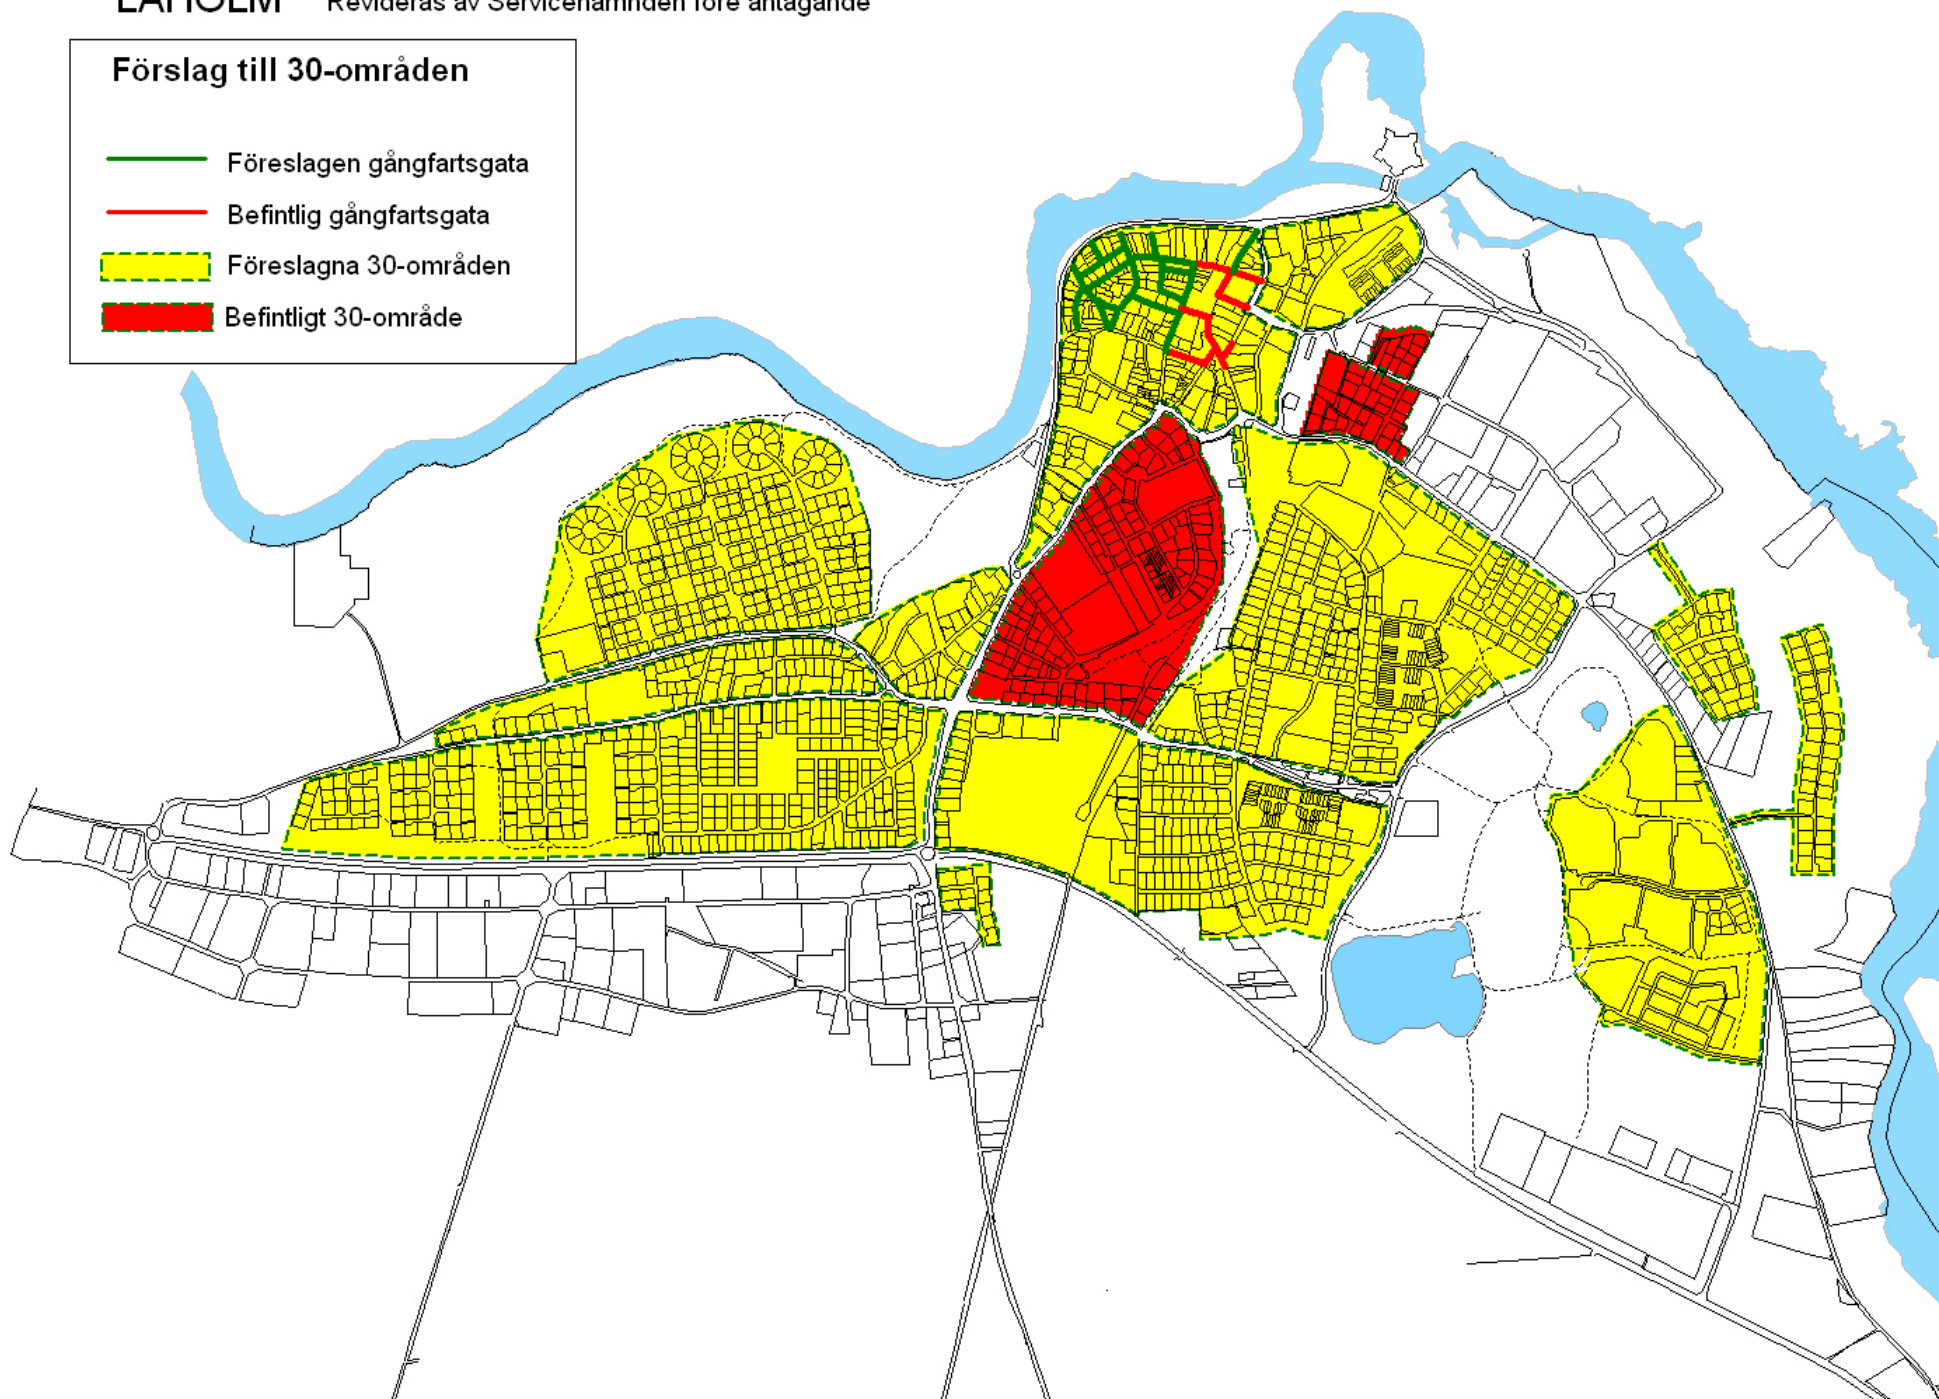 LAHOLM Revideras av Servicenämnden före antagande
Förslag till 30-områden
Föreslagen gångfartsgata
Befintlig gångfartsgata
Föreslagna 30-områden
Befintligt 30-område